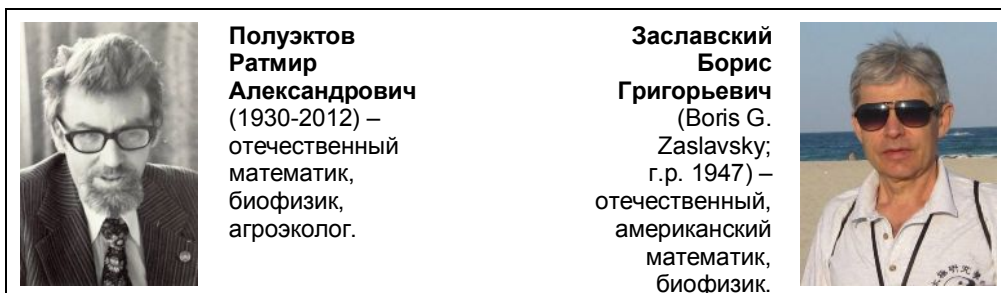 Полуэктов
Ратмир
Александрович
(1930-2012) –
отечественный
математик,
биофизик,
агроэколог.
Заславский
Борис
Григорьевич
(Boris G.
Zaslavsky;
г.р. 1947) –
отечественный,
американский
математик,
биофизик.